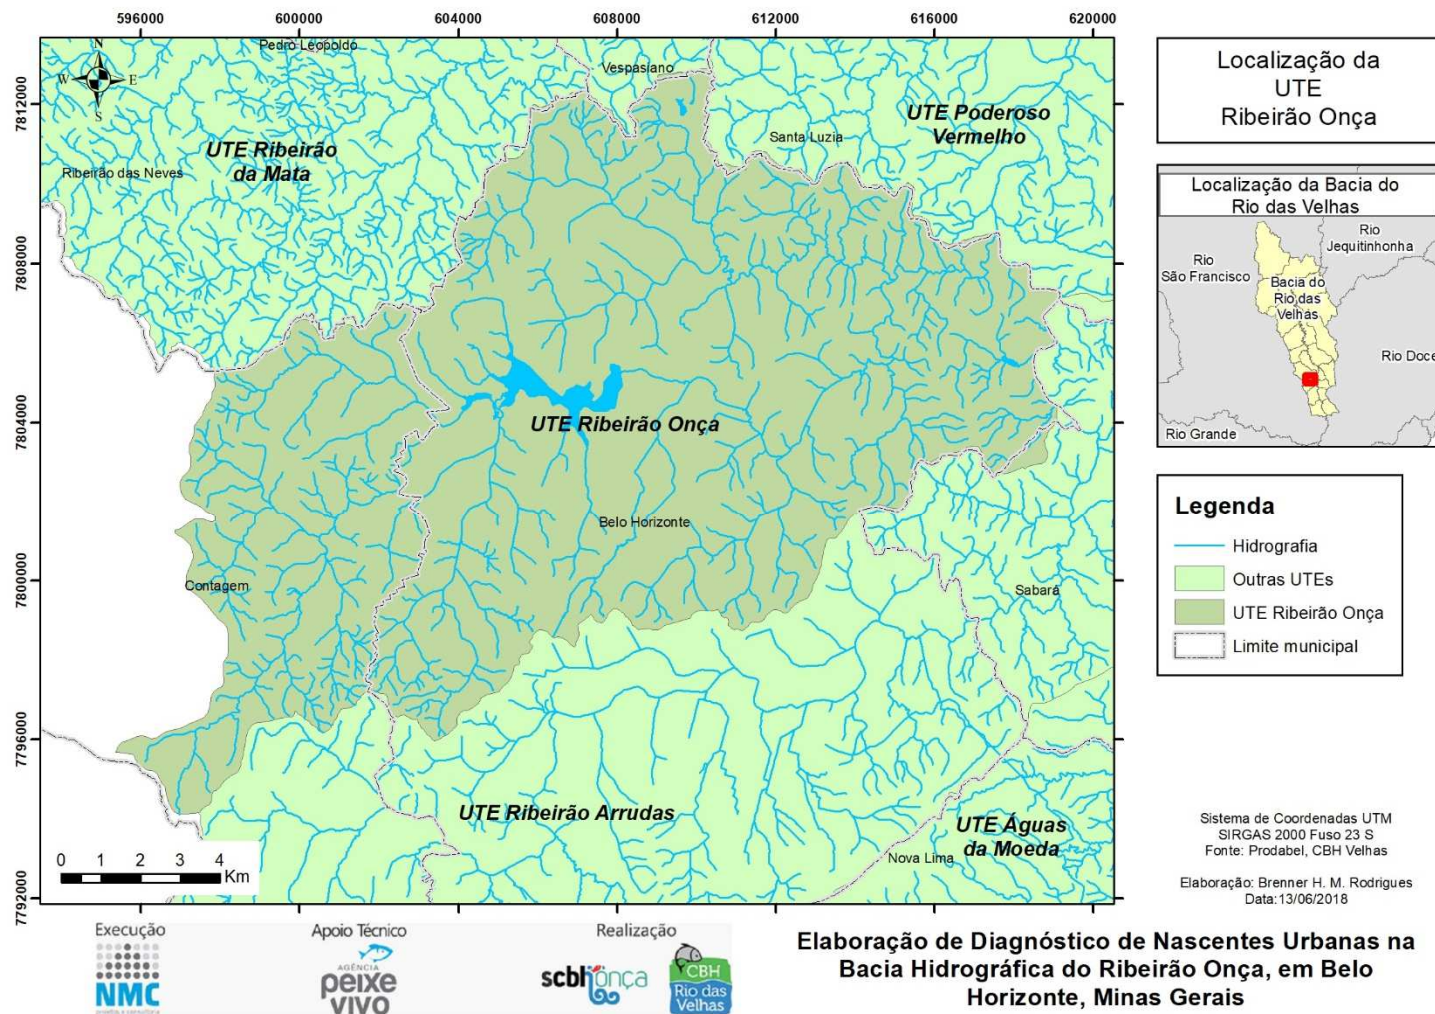 596000
600000
604000
608000
612000
616000
620000
7812000
7808000
7804000
7800000
7796000
7792000
N
W
E
S
Pedro Leopoldo
Vespasiano
UTE Poderoso
Vermelho
Santa Luzia
UTE Ribeirão
da Mata
Ribeirão das Neves
UTE Ribeirão Onça
Belo Horizonte
Contagem
Sabará
UTE Ribeirão Arrudas
UTE Águas
da Moeda
Nova Lima
0 1 2 3 4
Km
596000
600000
604000
608000
612000
616000
620000
Localização da
UTE
Ribeirão Onça
Localização da Bacia do
Rio das Velhas
Rio
Jequitinhonha
Rio
São Francisco
Bacia do
Rio das
Velhas
Rio Doce
Rio Grande
Legenda
Hidrografia
Outras UTEs
UTE Ribeirão Onça
Limite municipal
Sistema de Coordenadas UTM
SIRGAS 2000 Fuso 23 S
Fonte: Prodabel, CBH Velhas
Elaboração: Brenner H. M. Rodrigues
Data:13/06/2018
Execução
NMC
Apoio Técnico
AGÊNCIA
peixe
vivo
Realização
scbh onça
CBH
Rio das
Velhas
Elaboração de Diagnóstico de Nascentes Urbanas na
Bacia Hidrográfica do Ribeirão Onça, em Belo
Horizonte, Minas Gerais